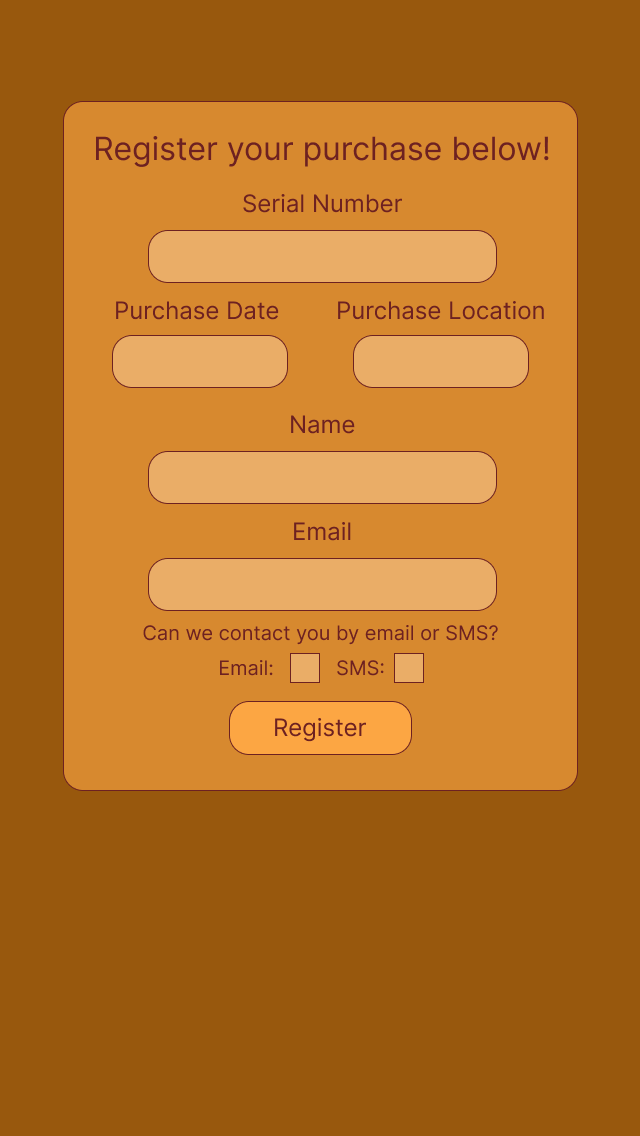 Register your purchase below!
Serial Number
Purchase Date Purchase Location
Name
Email
Can we contact you by email or SMS?
Email: SMS:
Register